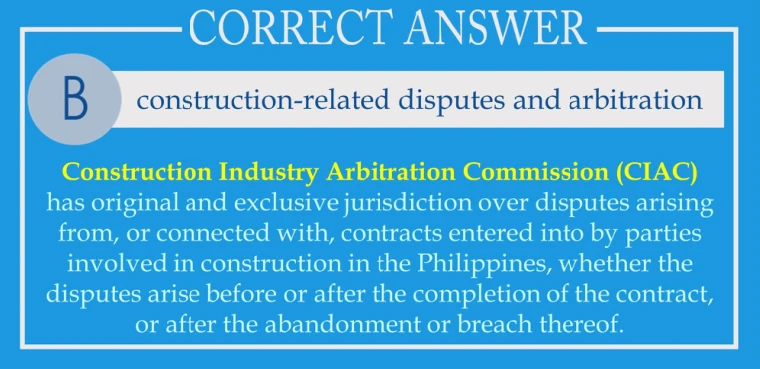 CORRECT ANSWER
B
construction-related disputes and arbitration
Construction Industry Arbitration Commission (CIAC)
has original and exclusive jurisdiction over disputes arising
from, or connected with, contracts entered into by parties
involved in construction in the Philippines, whether the
disputes arise before or after the completion of the contract,
or after the abandonment or breach thereof.